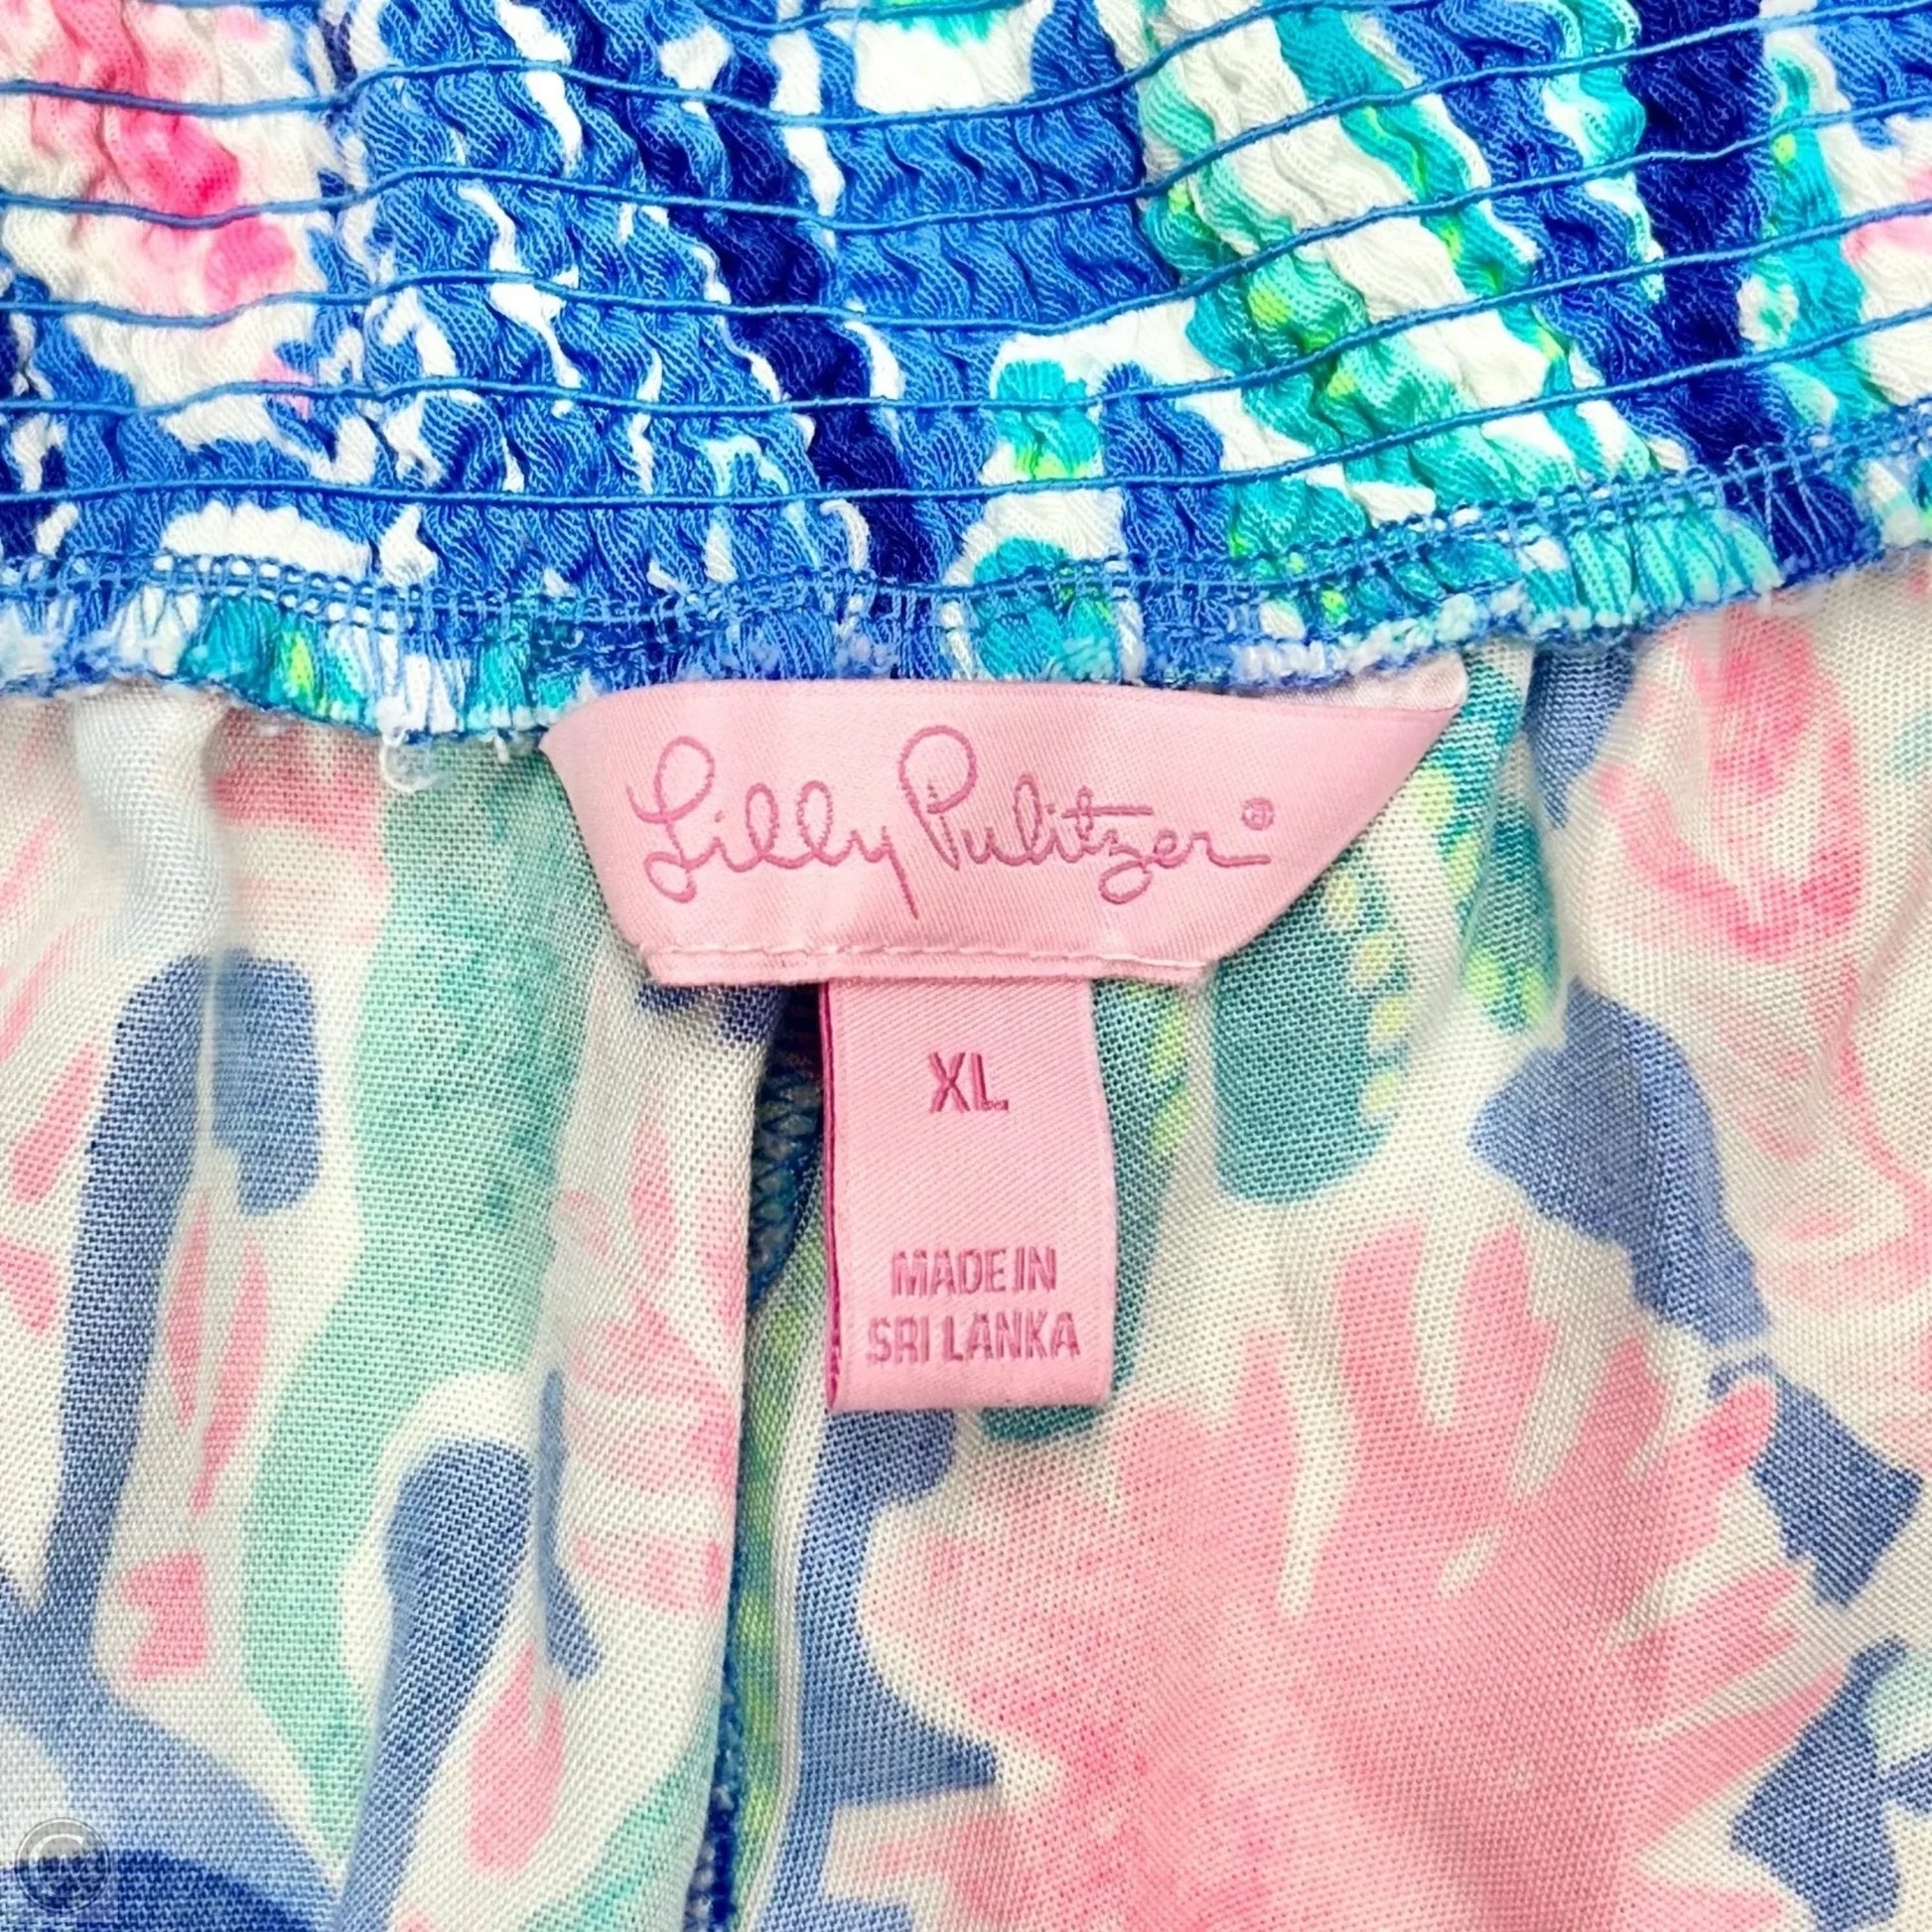 Lilly Pulitzer®
XL
MADE IN
SRI LANKA